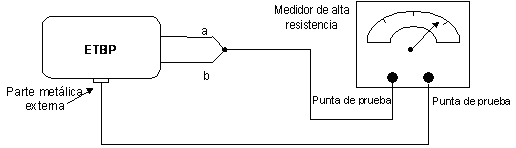 Medidor de alta
resistencia
a
ETBP
b
Parte metálica
externa
Punta de prueba
Punta de prueba